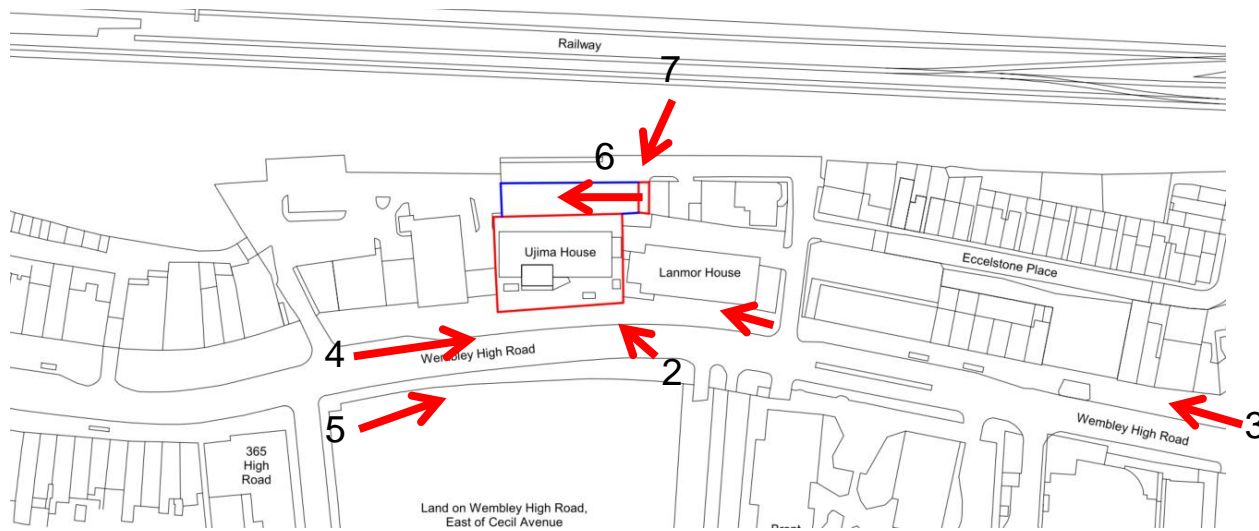 Railway
7
6
Ujima House
Lanmor House
Eccelstone Place
4
Wembley High Road
2
5
3
Wembley High Road
365
High
Road
Land on Wembley High Road,
East of Cecil Avenue